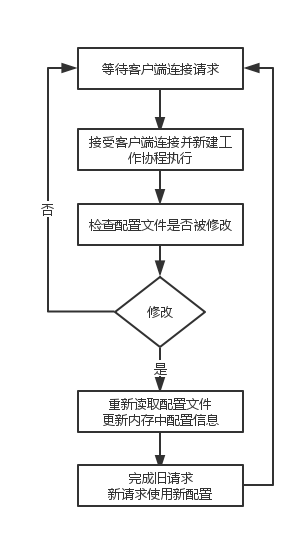 等待客户端连接请求
接受客户端连接并新建工
作协程执行
检查配置文件是否被修改
否
修改
是
重新读取配置文件
更新内存中配置信息
完成旧请求
新请求使用新配置